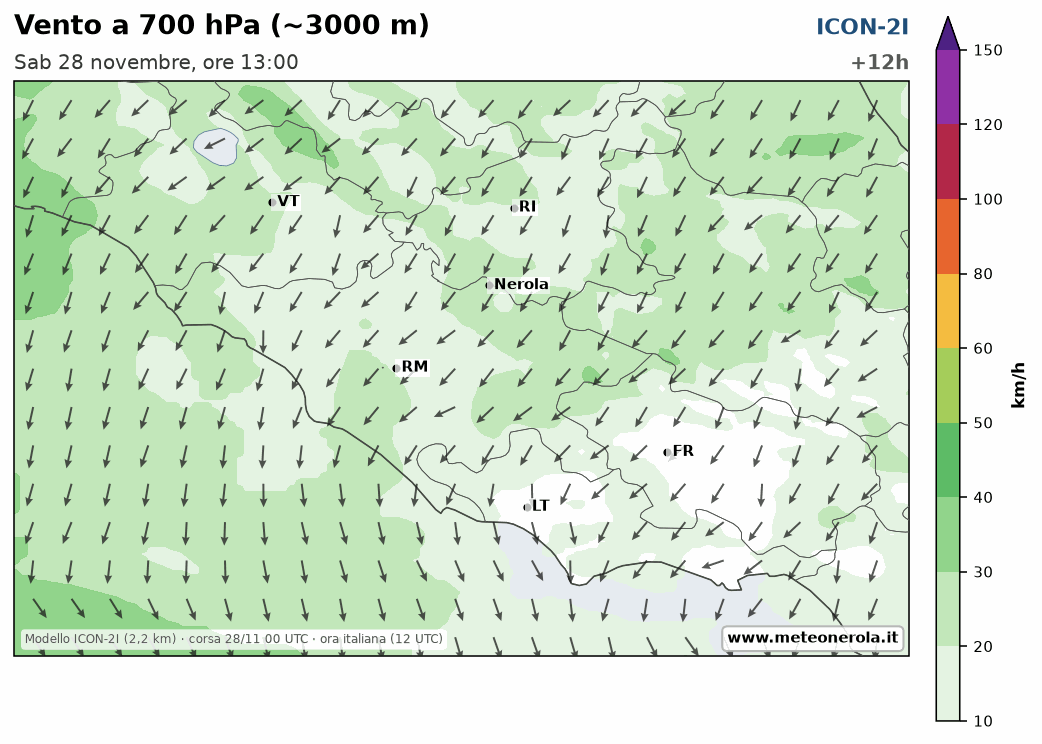 Vento a 700 hPa (~3000 m)
ICON-2I
Sab 28 novembre, ore 13:00
+12h
150
120
100
80
60
50
40
30
20
10
km/h
VT
RI
Nerola
RM
FR
LT
Modello ICON-2I (2,2 km) · corsa 28/11 00 UTC · ora italiana (12 UTC)
www.meteonerola.it